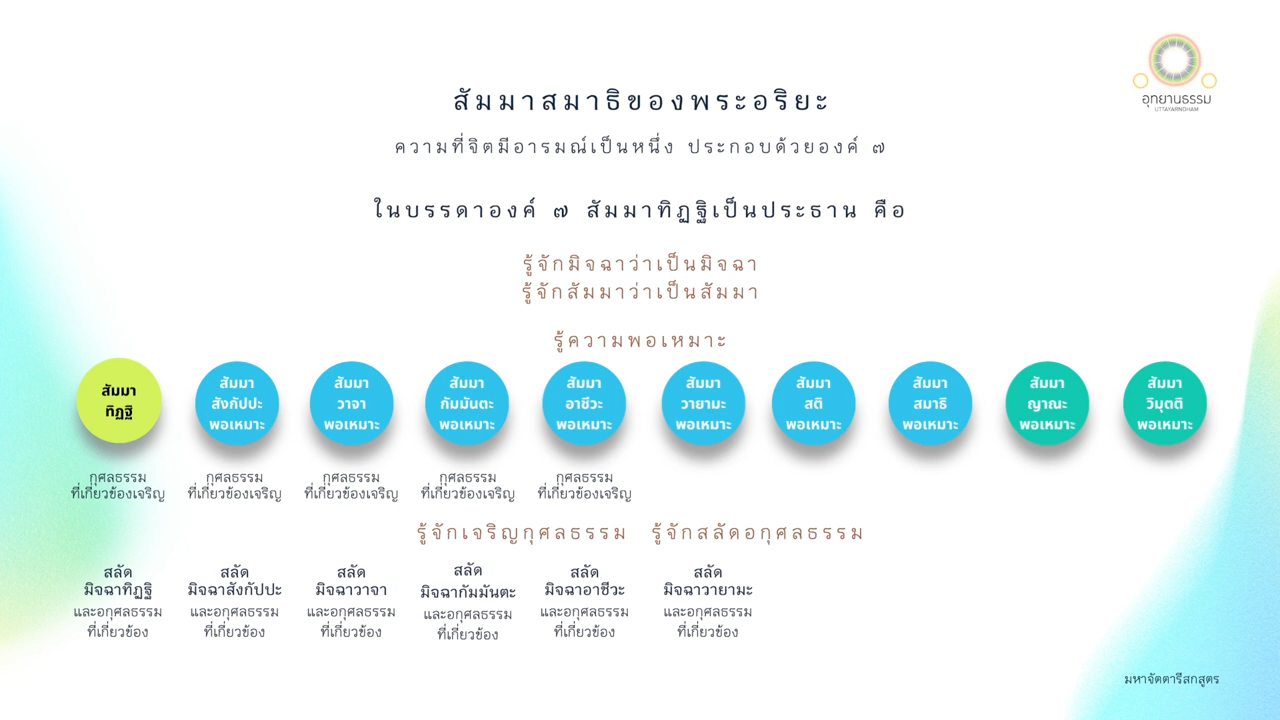 อุทยานธรรม
UTTAYARNDHAM
สัมมาสมาธิของพระอริยะ
ความที่จิตมีอารมณ์เป็นหนึ่ง ประกอบด้วยองค์ ๗
ในบรรดาองค์ ๗ สัมมาทิฏฐิเป็นประธาน คือ
รู้จักมิจฉาว่าเป็นมิจฉา
รู้จักสัมมาว่าเป็นสัมมา
รู้ความพอเหมาะ
สัมมา
ทิฏฐิ
สัมมา
สังกัปปะ
พอเหมาะ
สัมมา
วาจา
พอเหมาะ
สัมมา
กัมมันตะ
พอเหมาะ
สัมมา
อาชีวะ
พอเหมาะ
สัมมา
วายามะ
พอเหมาะ
สัมมา
สติ
พอเหมาะ
สัมมา
สมาธิ
พอเหมาะ
สัมมา
ญาณะ
พอเหมาะ
สัมมา
วิมุตติ
พอเหมาะ
กุศลธรรม
ที่เกี่ยวข้องเจริญ
กุศลธรรม
ที่เกี่ยวข้องเจริญ
กุศลธรรม
ที่เกี่ยวข้องเจริญ
กุศลธรรม
ที่เกี่ยวข้องเจริญ
กุศลธรรม
ที่เกี่ยวข้องเจริญ
รู้จักเจริญกุศลธรรม รู้จักสลัดอกุศลธรรม
สลัด
มิจฉาทิฏฐิ
และอกุศลธรรม
ที่เกี่ยวข้อง
สลัด
มิจฉาสังกัปปะ
และอกุศลธรรม
ที่เกี่ยวข้อง
สลัด
มิจฉาวาจา
และอกุศลธรรม
ที่เกี่ยวข้อง
สลัด
มิจฉากัมมันตะ
และอกุศลธรรม
ที่เกี่ยวข้อง
สลัด
มิจฉาอาชีวะ
และอกุศลธรรม
ที่เกี่ยวข้อง
สลัด
มิจฉาวายามะ
และอกุศลธรรม
ที่เกี่ยวข้อง
มหาจัตตารีสกสูตร